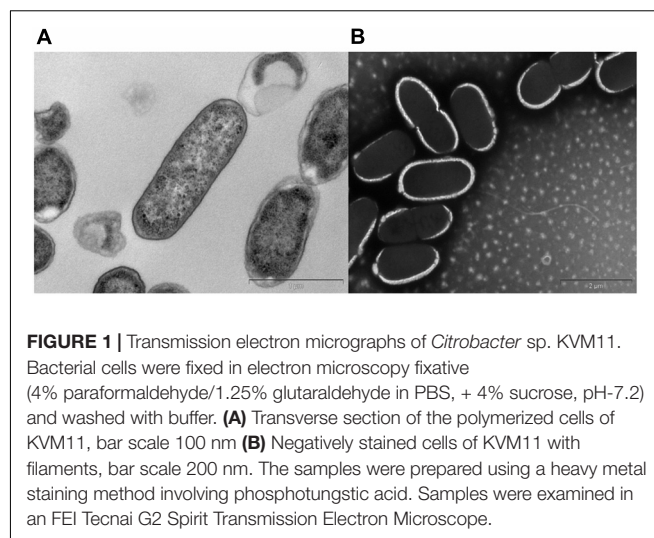 A
B
2 µm
FIGURE 1 | Transmission electron micrographs of Citrobacter sp. KVM11.
Bacterial cells were fixed in electron microscopy fixative
(4% paraformaldehyde/1.25% glutaraldehyde in PBS, + 4% sucrose, pH-7.2)
and washed with buffer. (A) Transverse section of the polymerized cells of
KVM11, bar scale 100 nm (B) Negatively stained cells of KVM11 with
filaments, bar scale 200 nm. The samples were prepared using a heavy metal
staining method involving phosphotungstic acid. Samples were examined in
an FEI Tecnai G2 Spirit Transmission Electron Microscope.